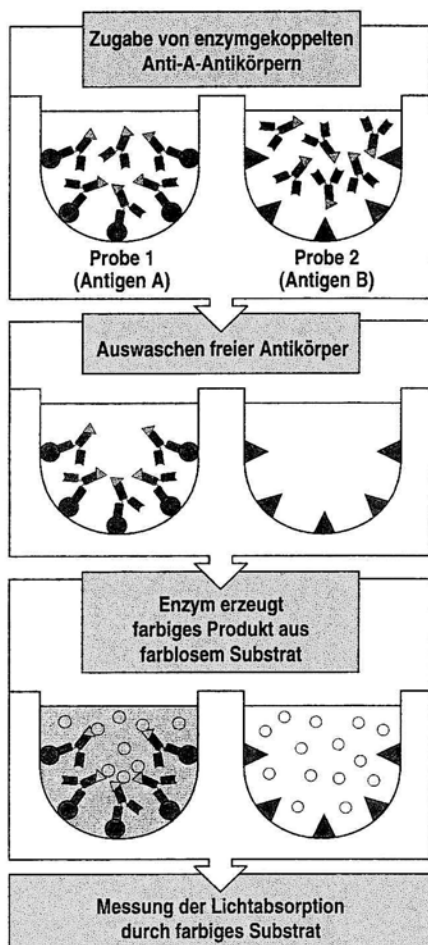 Zugabe von enzymgekoppelten
Anti-A-Antikörpern
Probe 1
(Antigen A)
Probe 2
(Antigen B)
Auswaschen freier Antikörper
Enzym erzeugt
farbiges Produkt aus
farblosem Substrat
Messung der Lichtabsorption
durch farbiges Substrat